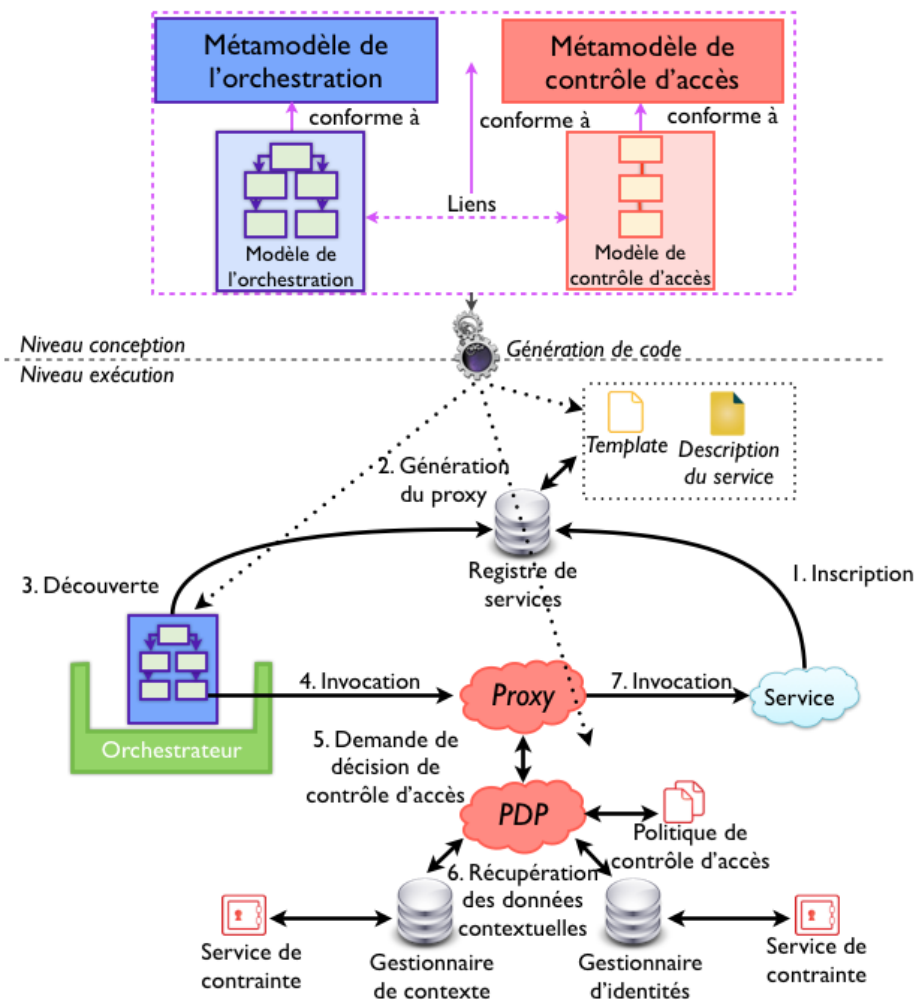 Métamodèle de
l'orchestration
Métamodèle de
contrôle d'accès
conforme à
conforme à
conforme à
Liens
Modèle de
l'orchestration
Modèle de
contrôle d'accès
Niveau conception
Génération de code
Niveau exécution
Template
Description
du service
2. Génération
du proxy
3. Découverte
Registre de
services
1. Inscription
4. Invocation
Proxy
7. Invocation
Service
Orchestrateur
5. Demande de
décision de
contrôle d'accès
PDP
Politique de
contrôle d'accès
6. Récupération
des données
contextuelles
Service de
contrainte
Gestionnaire
de contexte
Gestionnaire
d'identités
Service de
contrainte